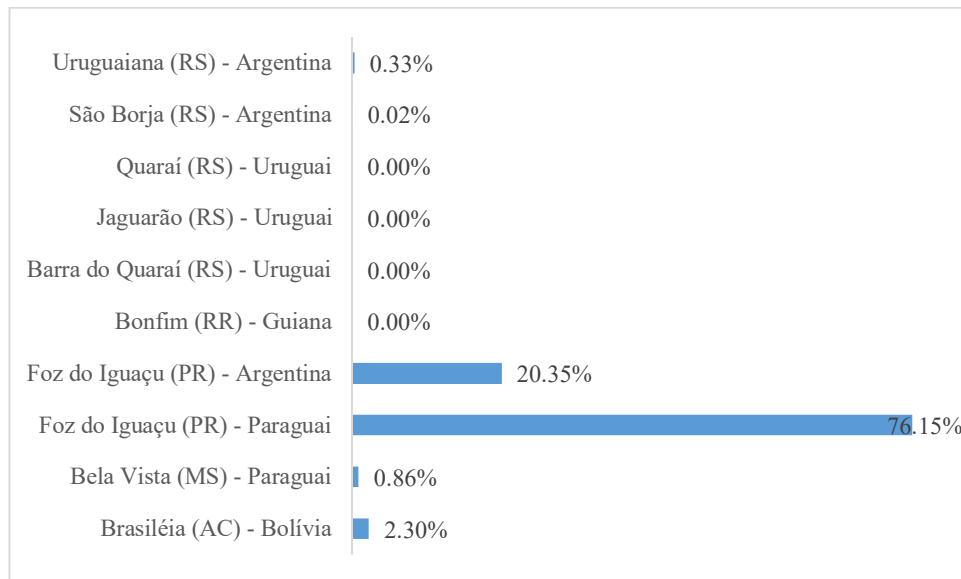 Uruguaiana (RS) - Argentina 0.33%
São Borja (RS) - Argentina 0.02%
Quaraí (RS) - Uruguai 0.00%
Jaguarão (RS) - Uruguai 0.00%
Barra do Quaraí (RS) - Uruguai 0.00%
Bonfim (RR) - Guiana 0.00%
Foz do Iguaçu (PR) - Argentina 20.35%
Foz do Iguaçu (PR) - Paraguai 76.15%
Bela Vista (MS) - Paraguai 0.86%
Brasiléia (AC) - Bolívia 2.30%